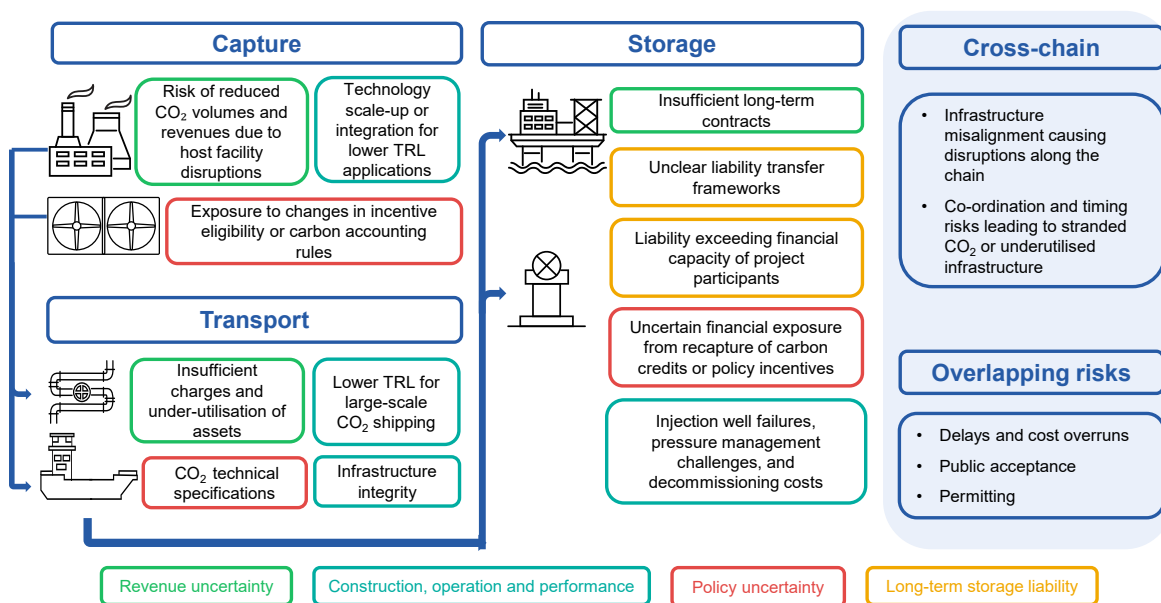 Capture
Risk of reduced
CO₂ volumes and
revenues due to
host facility
disruptions
Technology
scale-up or
integration for
lower TRL
applications
Exposure to changes in incentive
eligibility or carbon accounting
rules
Transport
Insufficient
charges and
under-utilisation of
assets
Lower TRL for
large-scale
CO₂ shipping
CO₂ technical
specifications
Infrastructure
integrity
Storage
Insufficient long-term
contracts
Unclear liability transfer
frameworks
Liability exceeding financial
capacity of project
participants
Uncertain financial exposure
from recapture of carbon
credits or policy incentives
Injection well failures,
pressure management
challenges, and
decommissioning costs
Cross-chain
• Infrastructure
misalignment causing
disruptions along the
chain
• Co-ordination and timing
risks leading to stranded
CO₂ or underutilised
infrastructure
Overlapping risks
• Delays and cost overruns
• Public acceptance
• Permitting
Revenue uncertainty
Construction, operation and performance
Policy uncertainty
Long-term storage liability